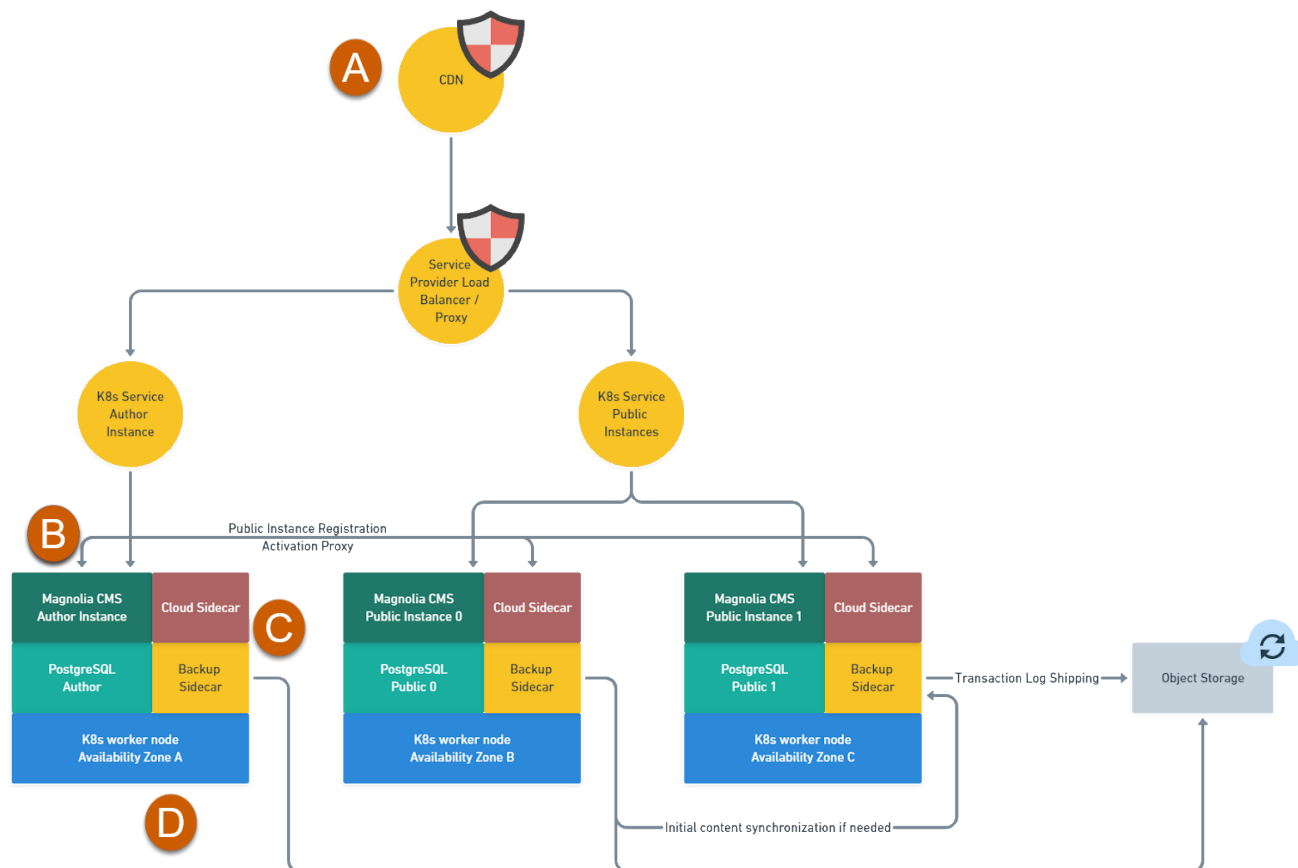 A
CDN
Service
Provider Load
Balancer /
Proxy
K8s Service
Author
Instance
K8s Service
Public
Instances
B
Public Instance Registration
Activation Proxy
Magnolia CMS
Author Instance
Cloud Sidecar
Magnolia CMS
Public Instance 0
Cloud Sidecar
Magnolia CMS
Public Instance 1
Cloud Sidecar
C
PostgreSQL
Author
Backup
Sidecar
PostgreSQL
Public 0
Backup
Sidecar
PostgreSQL
Public 1
Backup
Sidecar
Transaction Log Shipping
Object Storage
K8s worker node
Availability Zone A
K8s worker node
Availability Zone B
K8s worker node
Availability Zone C
D
Initial content synchronization if needed